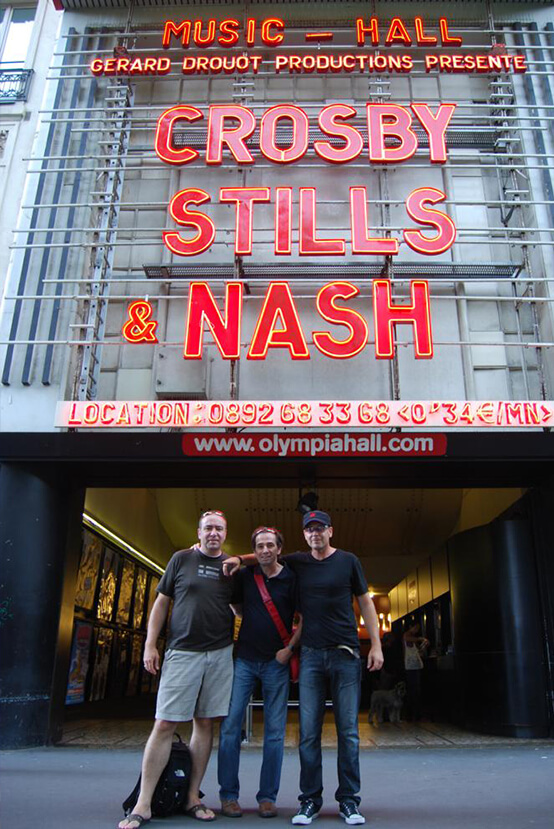 MUSIC - HALL
GERARD DROUOT PRODUCTIONS PRESENTE
CROSBY
STILLS
& NASH
LOCATION: 0892 68 33 68 <0'34€/MN>
www.olympiahall.com